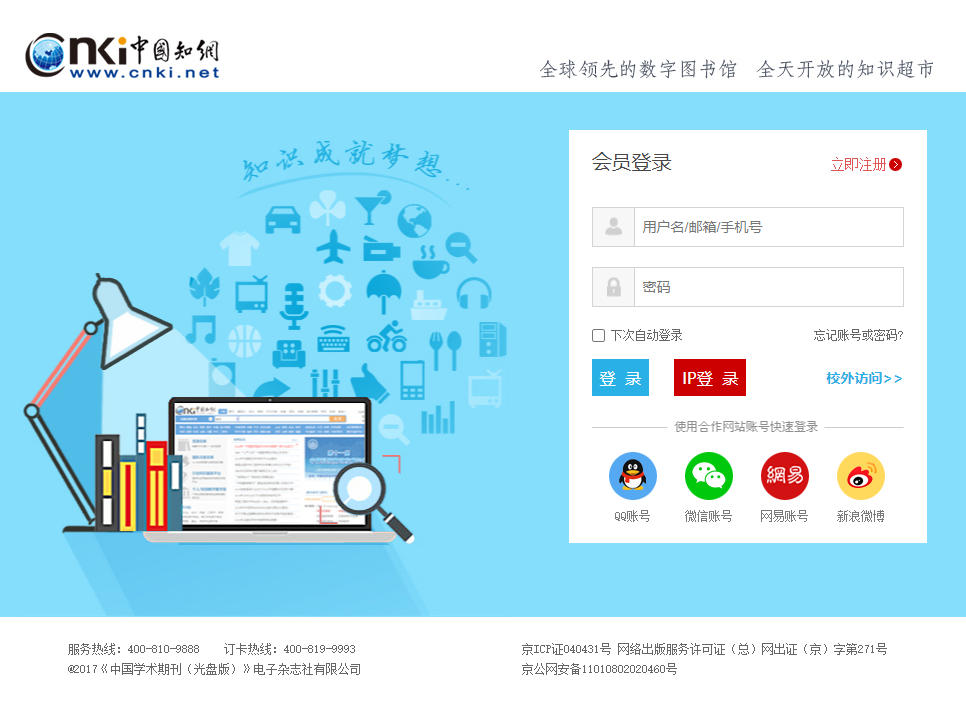 cnki中国知網
www.cnki.net
全球领先的数字图书馆 全天开放的知识超市
知识成就梦想...
会员登录
立即注册
用户名/邮箱/手机号
密码
下次自动登录 忘记账号或密码?
登 录 IP登 录 校外访问>>
使用合作网站账号快速登录
網易
QQ账号 微信账号 网易账号 新浪微博
服务热线：400-810-9888 订卡热线：400-819-9993
©2017《中国学术期刊（光盘版）》电子杂志社有限公司
京ICP证040431号 网络出版服务许可证（总）网出证（京）字第271号
京公网安备11010802020460号